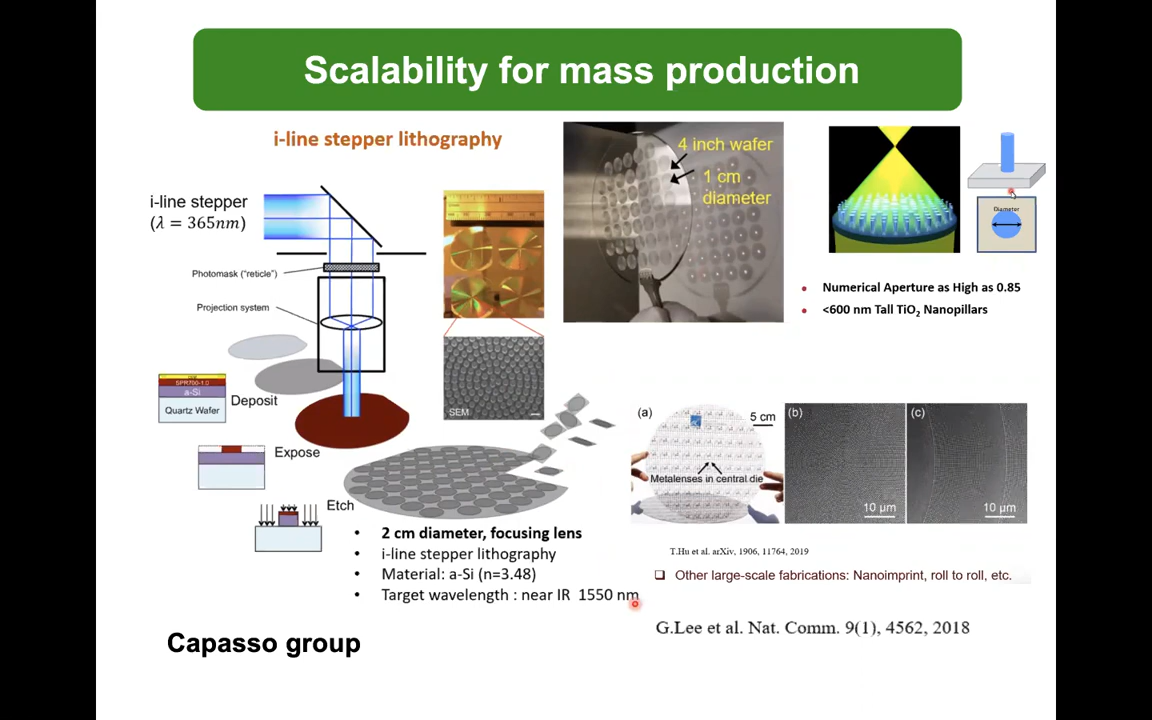 Scalability for mass production
i-line stepper lithography
i-line stepper
(λ = 365nm)
Photomask ("reticle")
Projection system
SPR700-1.0
a-Si
Quartz Wafer
Deposit
Expose
Etch
SEM
4 inch wafer
1 cm
diameter
Diameter
• Numerical Aperture as High as 0.85
• <600 nm Tall TiO₂ Nanopillars
(a)
5 cm
Metalenses in central die
(b)
10 µm
(c)
10 µm
T.Hu et al. arXiv, 1906, 11764, 2019
❑ Other large-scale fabrications: Nanoimprint, roll to roll, etc.
• 2 cm diameter, focusing lens
• i-line stepper lithography
• Material: a-Si (n=3.48)
• Target wavelength : near IR 1550 nm
G.Lee et al. Nat. Comm. 9(1), 4562, 2018
Capasso group